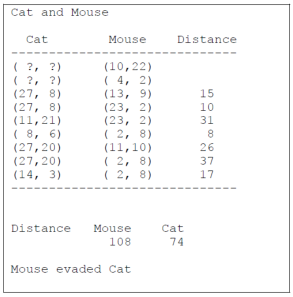 Cat and Mouse
Cat Mouse Distance
--------------------------------
( ?, ?) (10,22)
( ?, ?) ( 4, 2)
(27, 8) (13, 9) 15
(27, 8) (23, 2) 10
(11,21) (23, 2) 31
( 8, 6) ( 2, 8) 8
(27,20) (11,10) 26
(27,20) ( 2, 8) 37
(14, 3) ( 2, 8) 17
--------------------------------
Distance Mouse Cat
108 74
Mouse evaded Cat